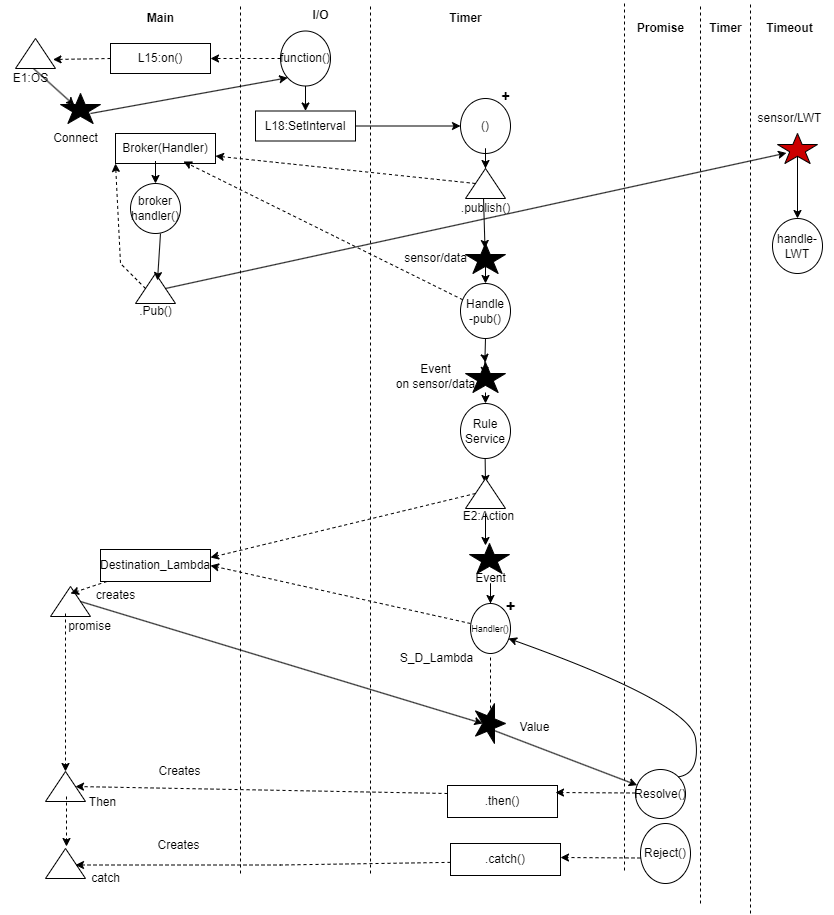 Main
I/O
Timer
Promise
Timer
Timeout
L15:on()
function()
E1:OS
Connect
L18:SetInterval
()
sensor/LWT
Broker(Handler)
broker
handler()
.publish()
handle-
LWT
sensor/data
.Pub()
Handle
-pub()
Event
on sensor/data
Rule
Service
E2:Action
Destination_Lambda
Event
creates
promise
Handler()
S_D_Lambda
Value
Creates
Then
.then()
Resolve()
Creates
catch
.catch()
Reject()